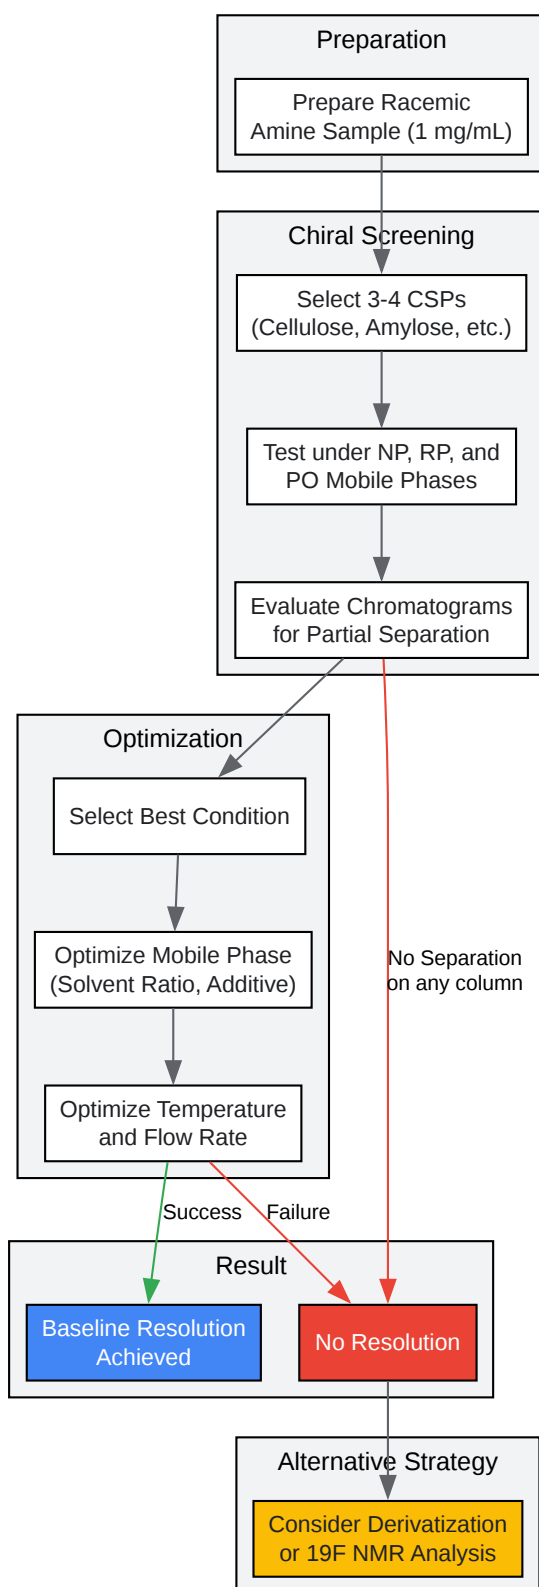 Preparation
Prepare Racemic
Amine Sample (1 mg/mL)
Chiral Screening
Select 3-4 CSPs
(Cellulose, Amylose, etc.)
Test under NP, RP, and
PO Mobile Phases
Evaluate Chromatograms
for Partial Separation
Optimization
Select Best Condition
Optimize Mobile Phase
(Solvent Ratio, Additive)
No Separation
on any column
Optimize Temperature
and Flow Rate
Success
Failure
Result
Baseline Resolution
Achieved
No Resolution
Alternative Strategy
Consider Derivatization
or 19F NMR Analysis